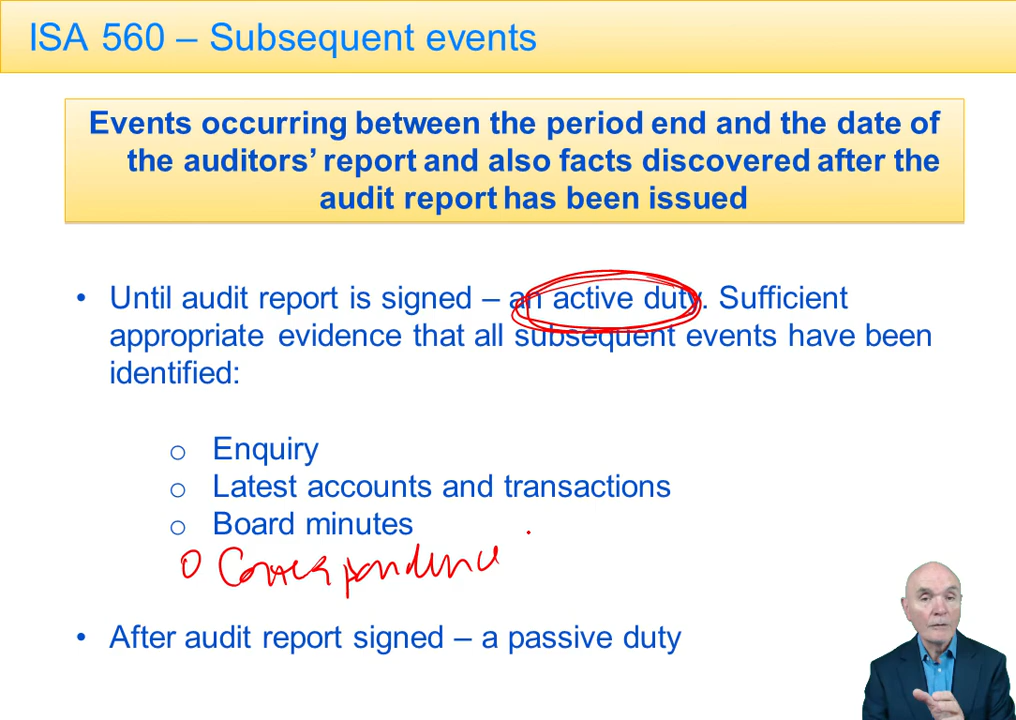 ISA 560 – Subsequent events
Events occurring between the period end and the date of
the auditors’ report and also facts discovered after the
audit report has been issued
• Until audit report is signed – an active duty. Sufficient
appropriate evidence that all subsequent events have been
identified:
o Enquiry
o Latest accounts and transactions
o Board minutes
o Correspondence
• After audit report signed – a passive duty